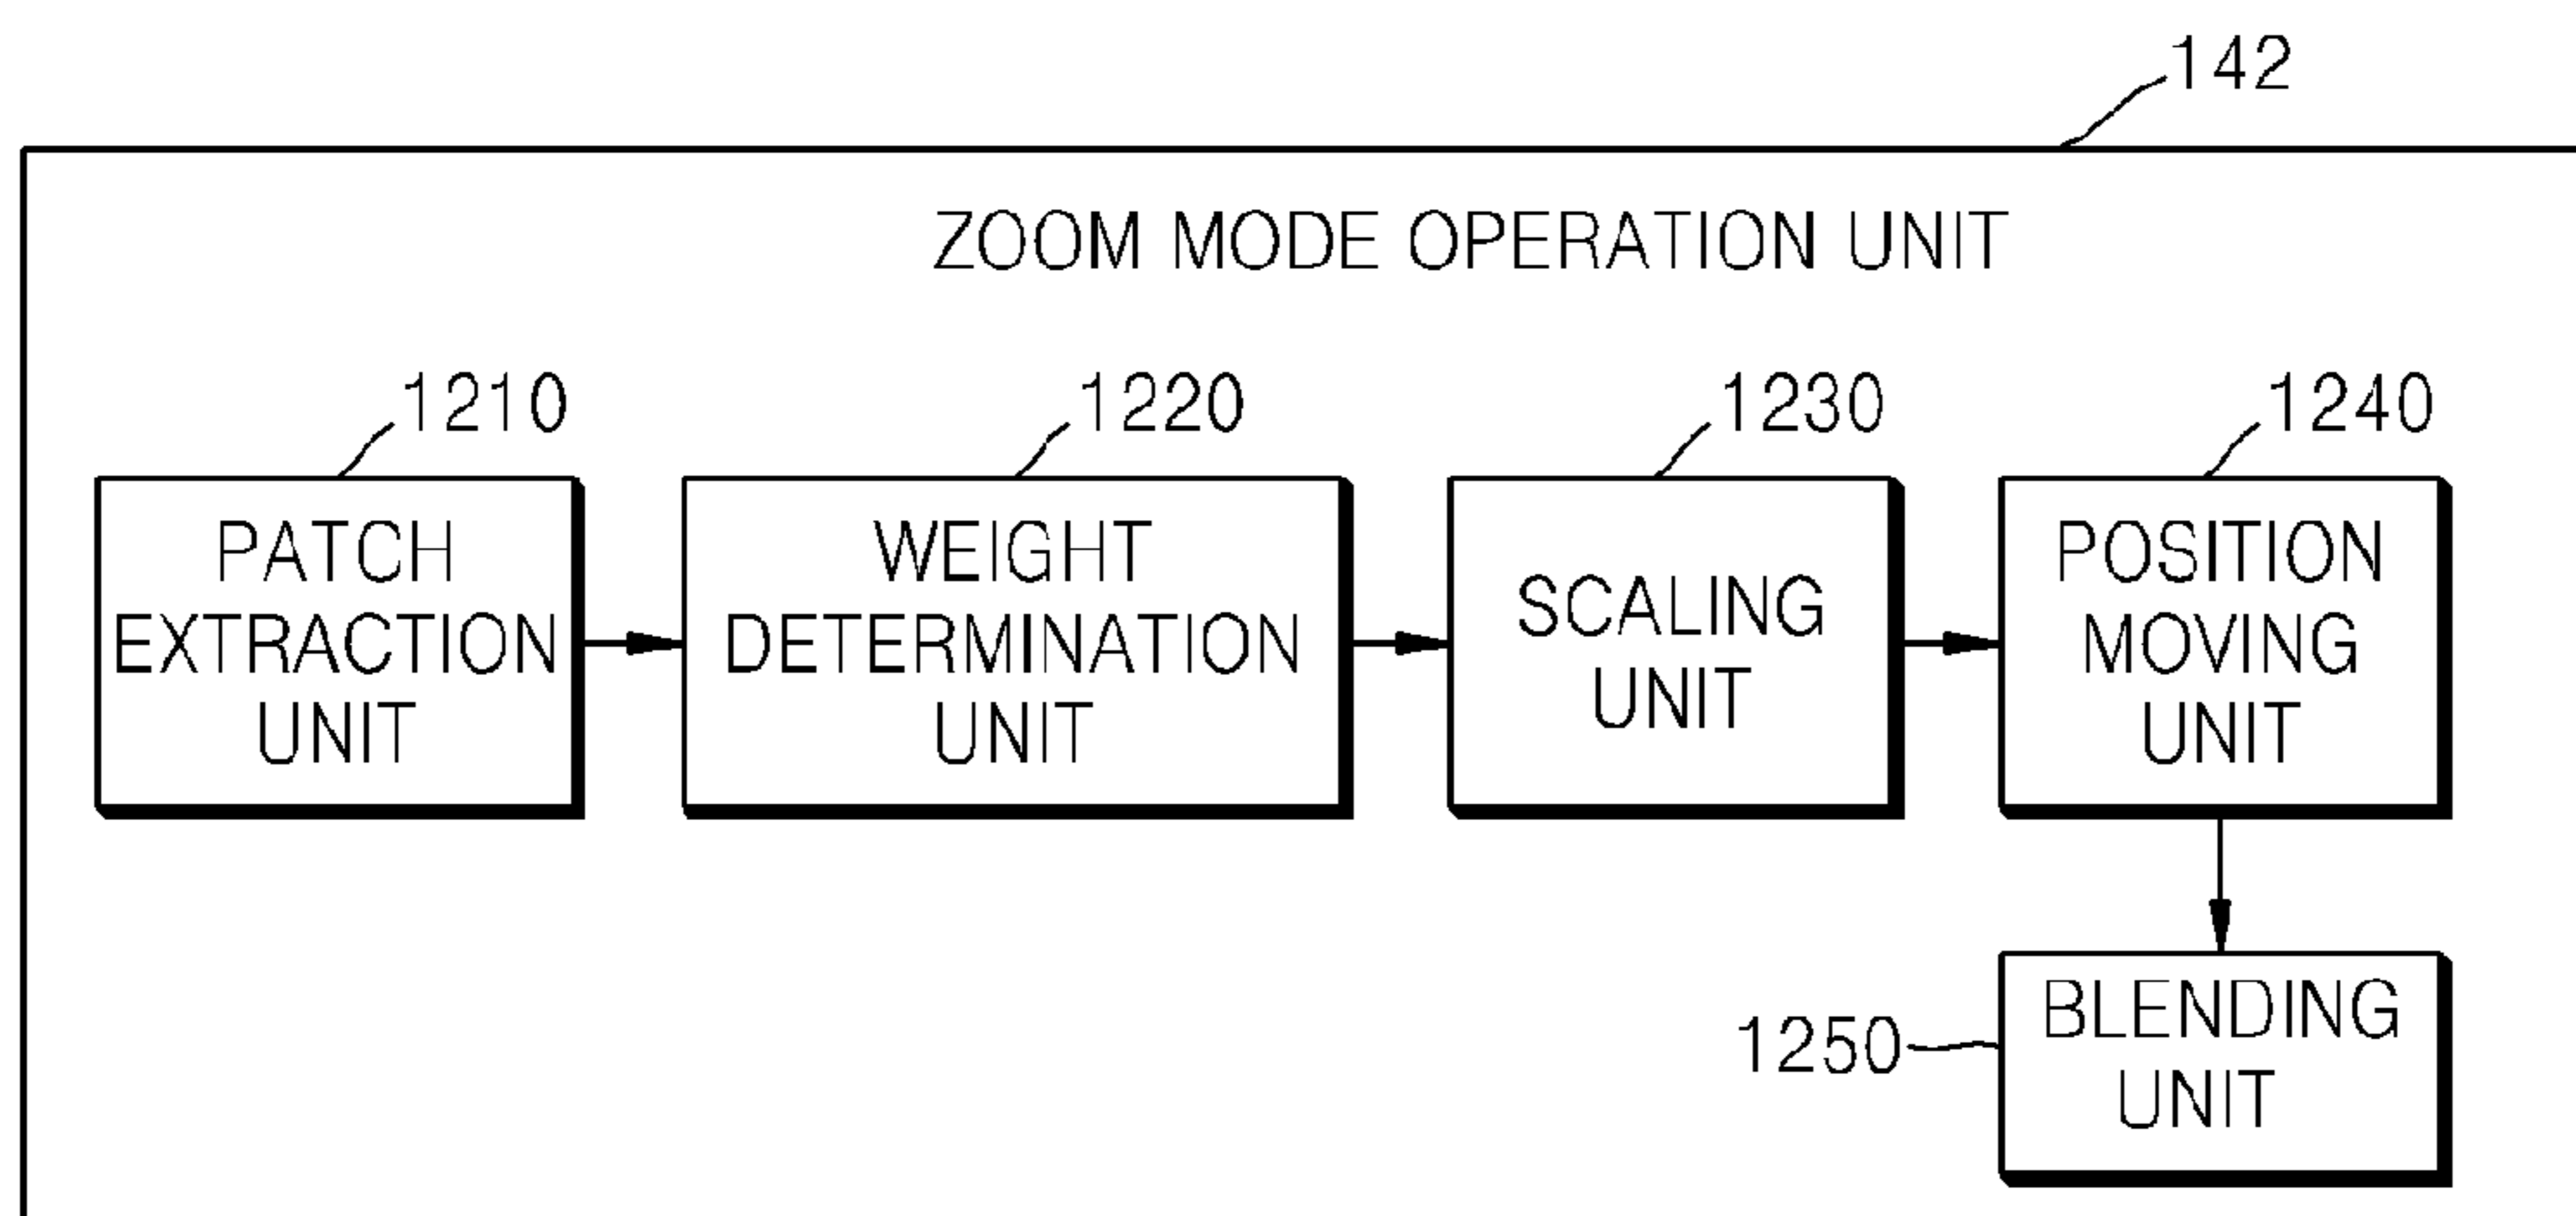 142
ZOOM MODE OPERATION UNIT
1210
1220
1230
1240
PATCH
EXTRACTION
UNIT
WEIGHT
DETERMINATION
UNIT
SCALING
UNIT
POSITION
MOVING
UNIT
1250
BLENDING
UNIT